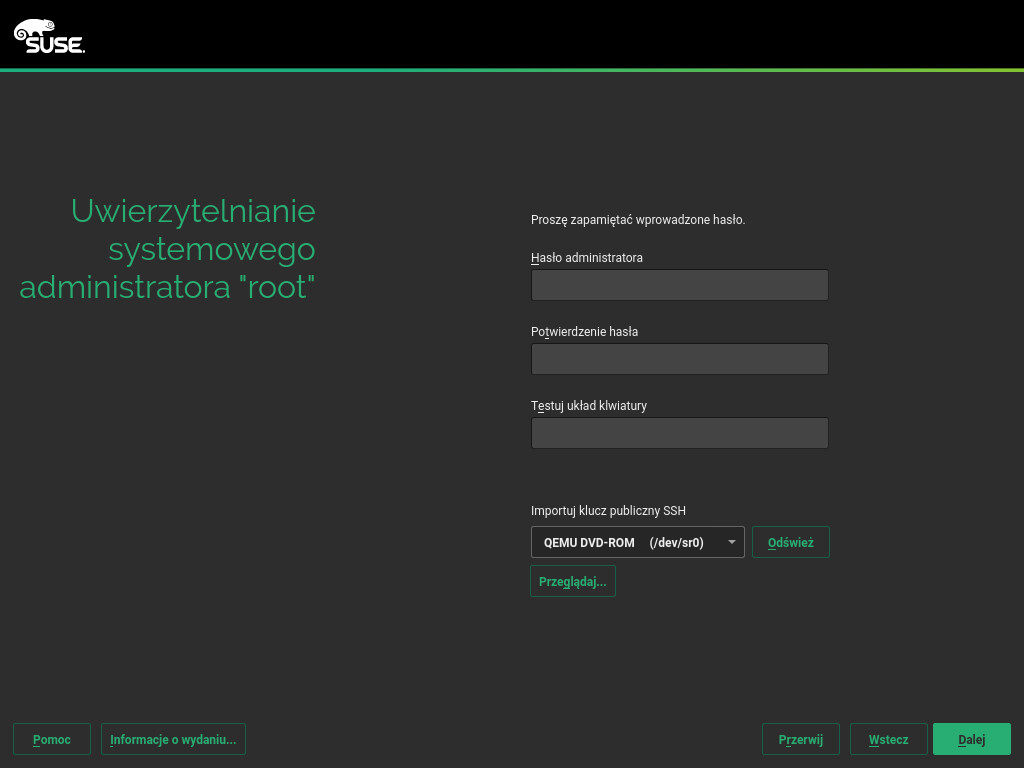 SUSE.
Uwierzytelnianie
systemowego
administratora "root"
Proszę zapamiętać wprowadzone hasło.
Hasło administratora
Potwierdzenie hasła
Testuj układ klwiatury
Importuj klucz publiczny SSH
QEMU DVD-ROM (/dev/sr0)
Odśwież
Przeglądaj...
Pomoc
Informacje o wydaniu...
Przerwij
Wstecz
Dalej